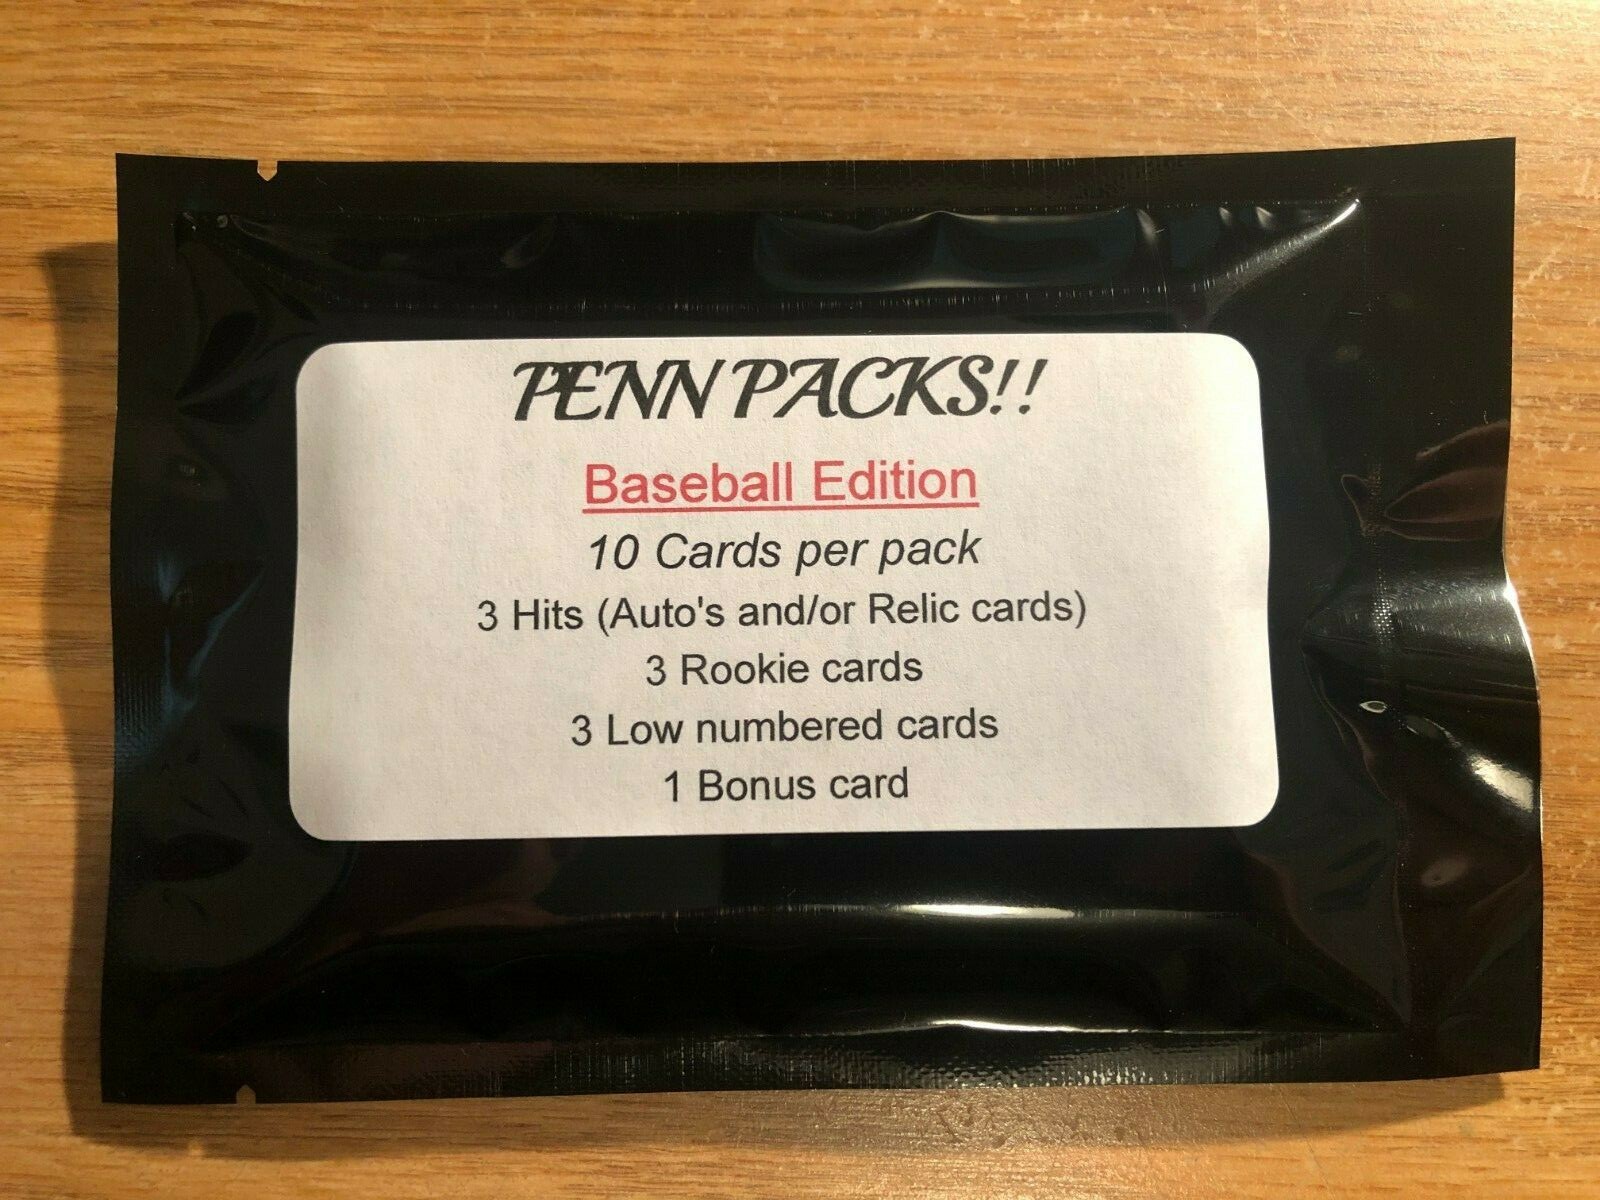 PENN PACKS!!
Baseball Edition
10 Cards per pack
3 Hits (Auto's and/or Relic cards)
3 Rookie cards
3 Low numbered cards
1 Bonus card